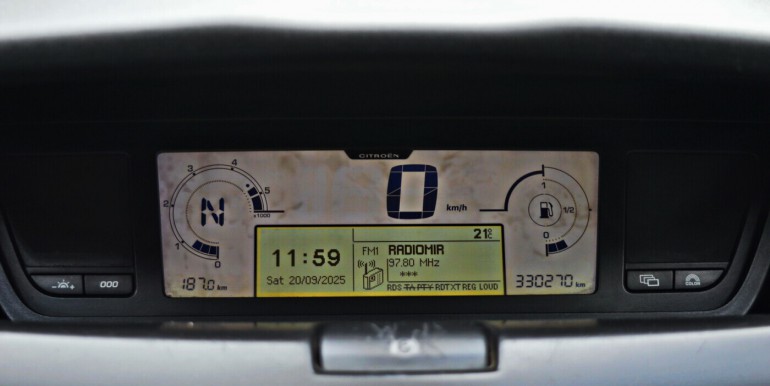 CITROËN
4
3
5
x1000
1
0
N
187.0 km
0 km/h
1
1/2
0
330270 km
21°C
11:59
Sat 20/09/2025
FM1 RADIOMIR
97.80 MHz
***
RDS TA PTY RDTXT REG LOUD
- +
000
COLOR